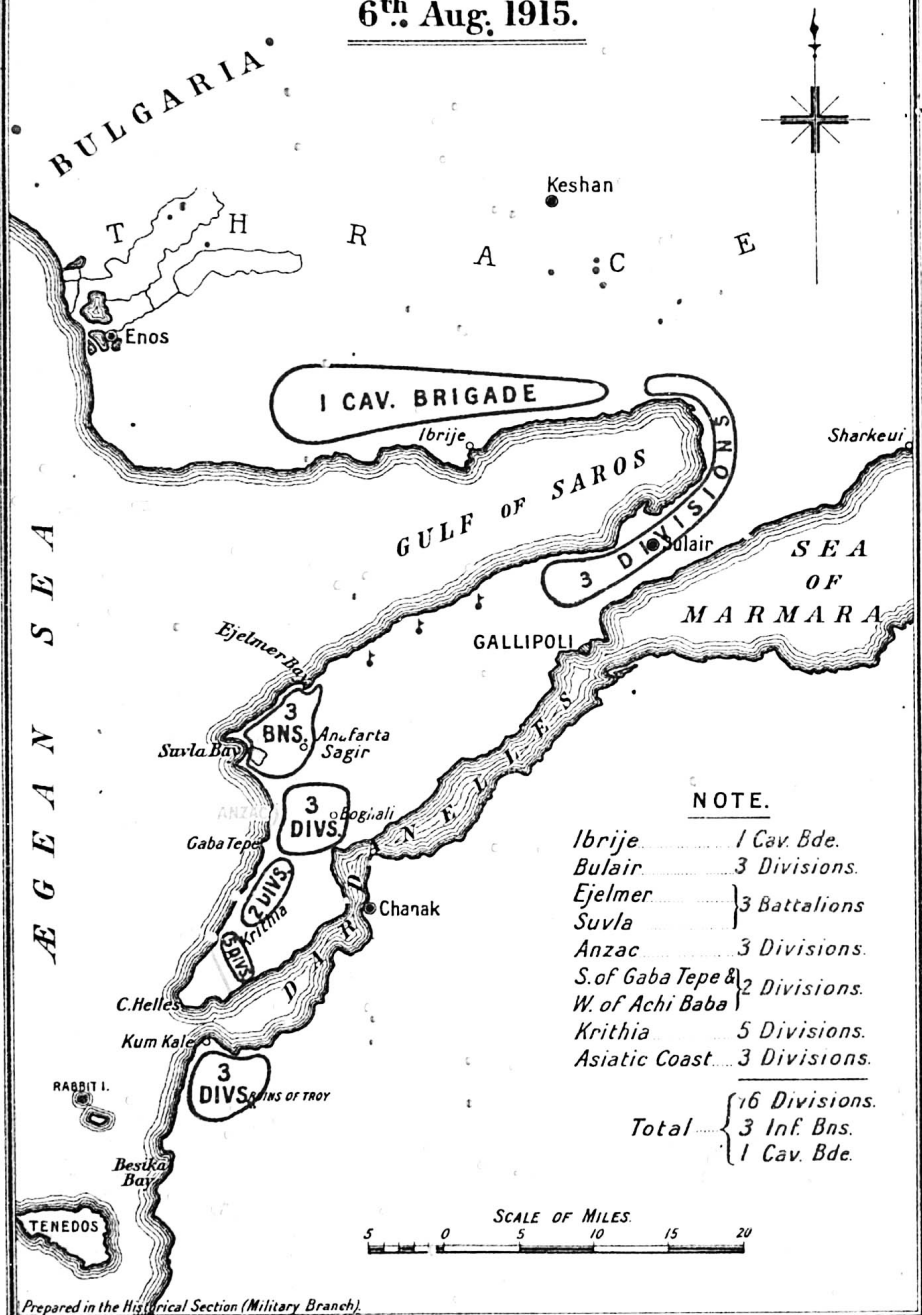 6th Aug. 1915.
BULGARIA
THRACE
Keshan
Enos
1 CAV. BRIGADE
Ibrije
Sharkeui
GULF OF SAROS
3 DIVISIONS
Bulair
SEA
OF
MARMARA
ÆGEAN SEA
GALLIPOLI
Ejelmer Bay
3
BNS.
Anafarta
Sagir
Suvla Bay
DARDANELLES
ANZAC
3
DIVS.
Boghali
Gaba Tepe
2 DIVS.
Krithia
5 DIVS.
Chanak
C. Helles
Kum Kale
3
DIVS.
RUINS OF TROY
RABBIT I.
Besika
Bay
TENEDOS
NOTE.
Ibrije 1 Cav. Bde.
Bulair 3 Divisions.
Ejelmer
Suvla } 3 Battalions
Anzac 3 Divisions.
S. of Gaba Tepe &
W. of Achi Baba } 2 Divisions.
Krithia 5 Divisions.
Asiatic Coast 3 Divisions.
Total { 16 Divisions.
3 Inf. Bns.
1 Cav. Bde.
SCALE OF MILES.
5 0 5 10 15 20
Prepared in the Historical Section (Military Branch).